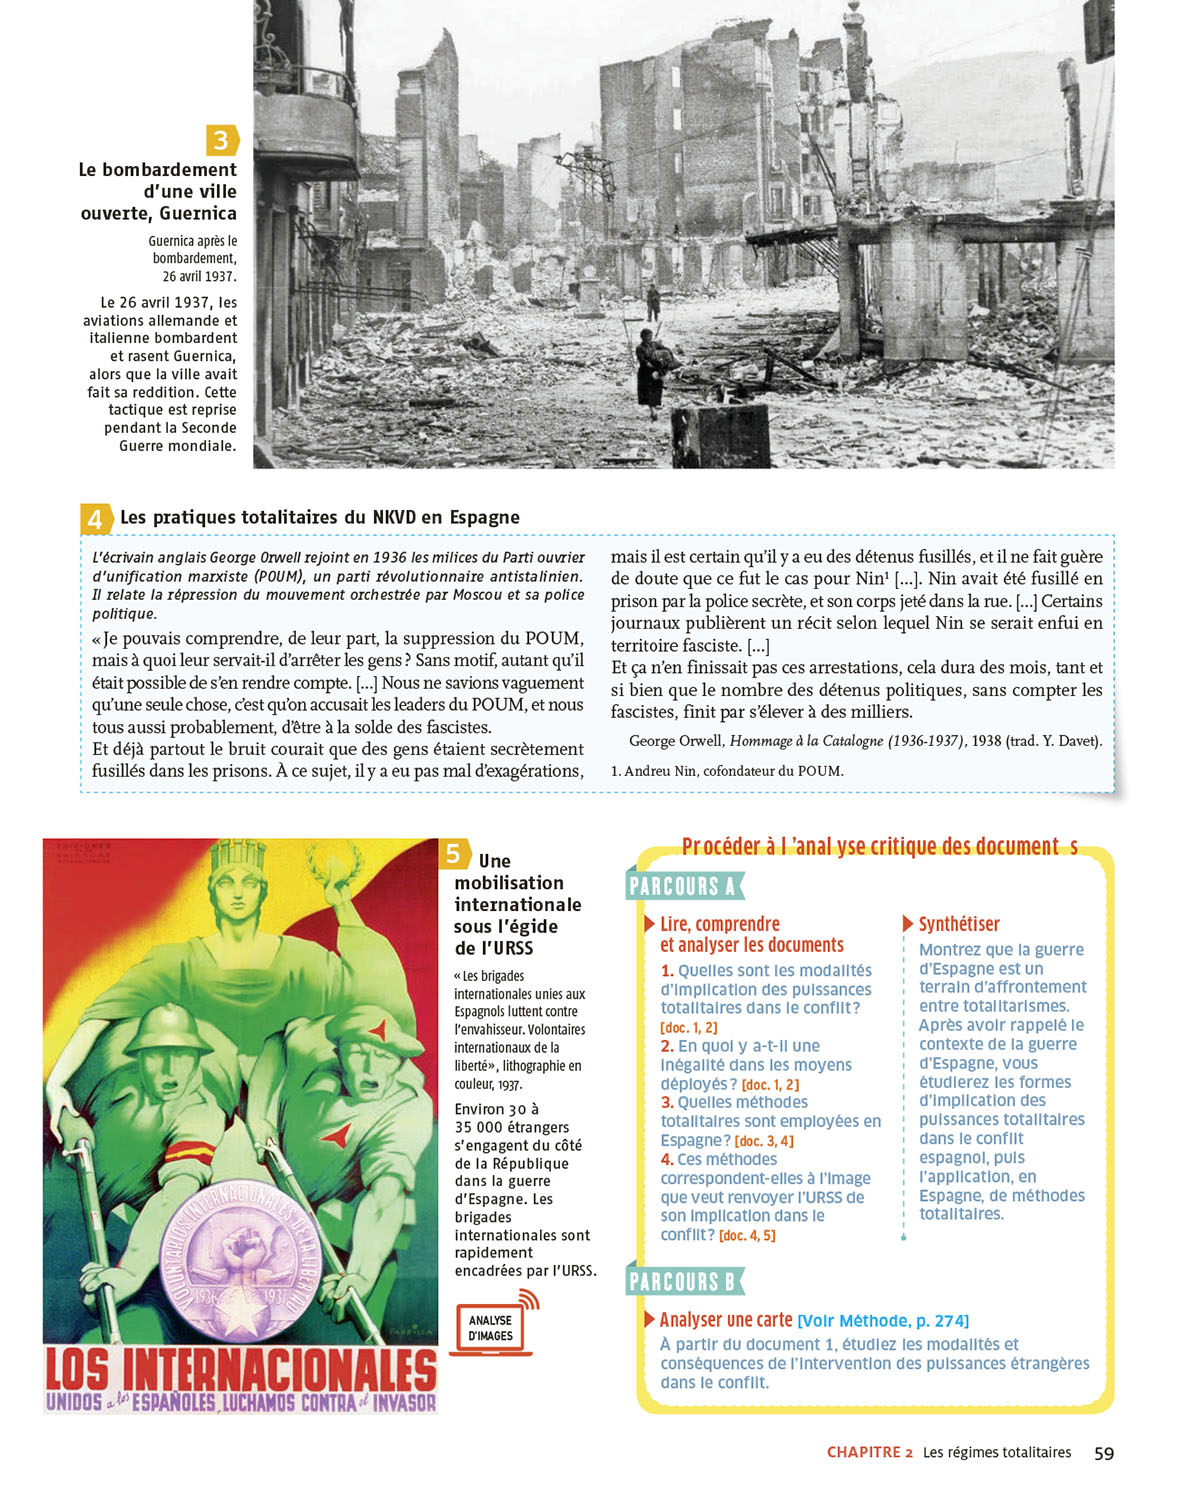 3
Le bombardement
d'une ville
ouverte, Guernica
Guernica après le
bombardement,
26 avril 1937.
Le 26 avril 1937, les
aviations allemande et
italienne bombardent
et rasent Guernica,
alors que la ville avait
fait sa reddition. Cette
tactique est reprise
pendant la Seconde
Guerre mondiale.
4 Les pratiques totalitaires du NKVD en Espagne
L'écrivain anglais George Orwell rejoint en 1936 les milices du Parti ouvrier
d'unification marxiste (POUM), un parti révolutionnaire antistalinien.
Il relate la répression du mouvement orchestrée par Moscou et sa police
politique.
« Je pouvais comprendre, de leur part, la suppression du POUM,
mais à quoi leur servait-il d'arrêter les gens ? Sans motif, autant qu'il
était possible de s'en rendre compte. [...] Nous ne savions vaguement
qu'une seule chose, c'est qu'on accusait les leaders du POUM, et nous
tous aussi probablement, d'être à la solde des fascistes.
Et déjà partout le bruit courait que des gens étaient secrètement
fusillés dans les prisons. À ce sujet, il y a eu pas mal d'exagérations,
mais il est certain qu'il y a eu des détenus fusillés, et il ne fait guère
de doute que ce fut le cas pour Nin¹ [...]. Nin avait été fusillé en
prison par la police secrète, et son corps jeté dans la rue. [...] Certains
journaux publièrent un récit selon lequel Nin se serait enfui en
territoire fasciste. [...]
Et ça n'en finissait pas ces arrestations, cela dura des mois, tant et
si bien que le nombre des détenus politiques, sans compter les
fascistes, finit par s'élever à des milliers.
George Orwell, Hommage à la Catalogne (1936-1937), 1938 (trad. Y. Davet).
1. Andreu Nin, cofondateur du POUM.
VOLUNTARIOS INTERNACIONALES DE LA LIBERTAD
1936 1937
PARRILLA
LOS INTERNACIONALES
UNIDOS a los ESPAÑOLES, LUCHAMOS CONTRA el INVASOR
5 Une
mobilisation
internationale
sous l'égide
de l'URSS
« Les brigades
internationales unies aux
Espagnols luttent contre
l'envahisseur. Volontaires
internationaux de la
liberté», lithographie en
couleur, 1937.
Environ 30 à
35 000 étrangers
s'engagent du côté
de la République
dans la guerre
d'Espagne. Les
brigades
internationales sont
rapidement
encadrées par l'URSS.
ANALYSE
D'IMAGES
Procéder à l'analyse critique des documents
PARCOURS A
Lire, comprendre
et analyser les documents
1. Quelles sont les modalités
d'implication des puissances
totalitaires dans le conflit ?
[doc. 1, 2]
2. En quoi y a-t-il une
inégalité dans les moyens
déployés ? [doc. 1, 2]
3. Quelles méthodes
totalitaires sont employées en
Espagne ? [doc. 3, 4]
4. Ces méthodes
correspondent-elles à l'image
que veut renvoyer l'URSS de
son implication dans le
conflit ? [doc. 4, 5]
Synthétiser
Montrez que la guerre
d'Espagne est un
terrain d'affrontement
entre totalitarismes.
Après avoir rappelé le
contexte de la guerre
d'Espagne, vous
étudierez les formes
d'implication des
puissances totalitaires
dans le conflit
espagnol, puis
l'application, en
Espagne, de méthodes
totalitaires.
PARCOURS B
Analyser une carte [Voir Méthode, p. 274]
À partir du document 1, étudiez les modalités et
conséquences de l'intervention des puissances étrangères
dans le conflit.
CHAPITRE 2 Les régimes totalitaires 59